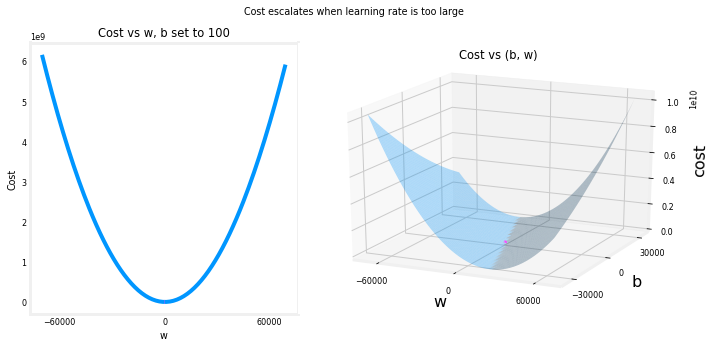 Cost escalates when learning rate is too large
Cost vs w, b set to 100
1e9
6
5
4
3
2
1
0
Cost
−60000 0 60000
w
Cost vs (b, w)
1e10
1.0
0.8
0.6
0.4
0.2
0.0
cost
30000
0
−30000
b
−60000
0
60000
w